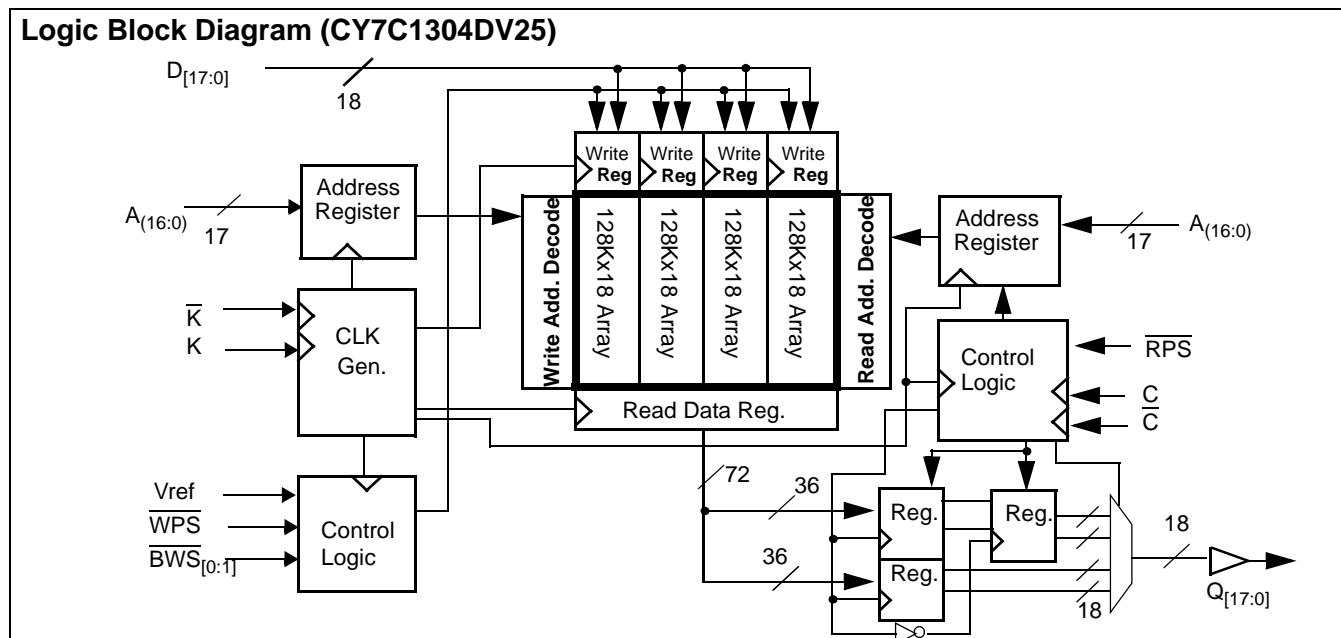 Logic Block Diagram (CY7C1304DV25)
D[17:0]
18
Write Reg
Write Reg
Write Reg
Write Reg
Address Register
A(16:0)
17
Write Add. Decode
128Kx18 Array
128Kx18 Array
128Kx18 Array
128Kx18 Array
Read Add. Decode
Address Register
17
A(16:0)
K̅
K
CLK Gen.
Control Logic
R̅P̅S̅
C
C̅
Read Data Reg.
Vref
W̅P̅S̅
B̅W̅S̅[0:1]
Control Logic
72
36
Reg.
Reg.
18
36
Reg.
18
Q[17:0]